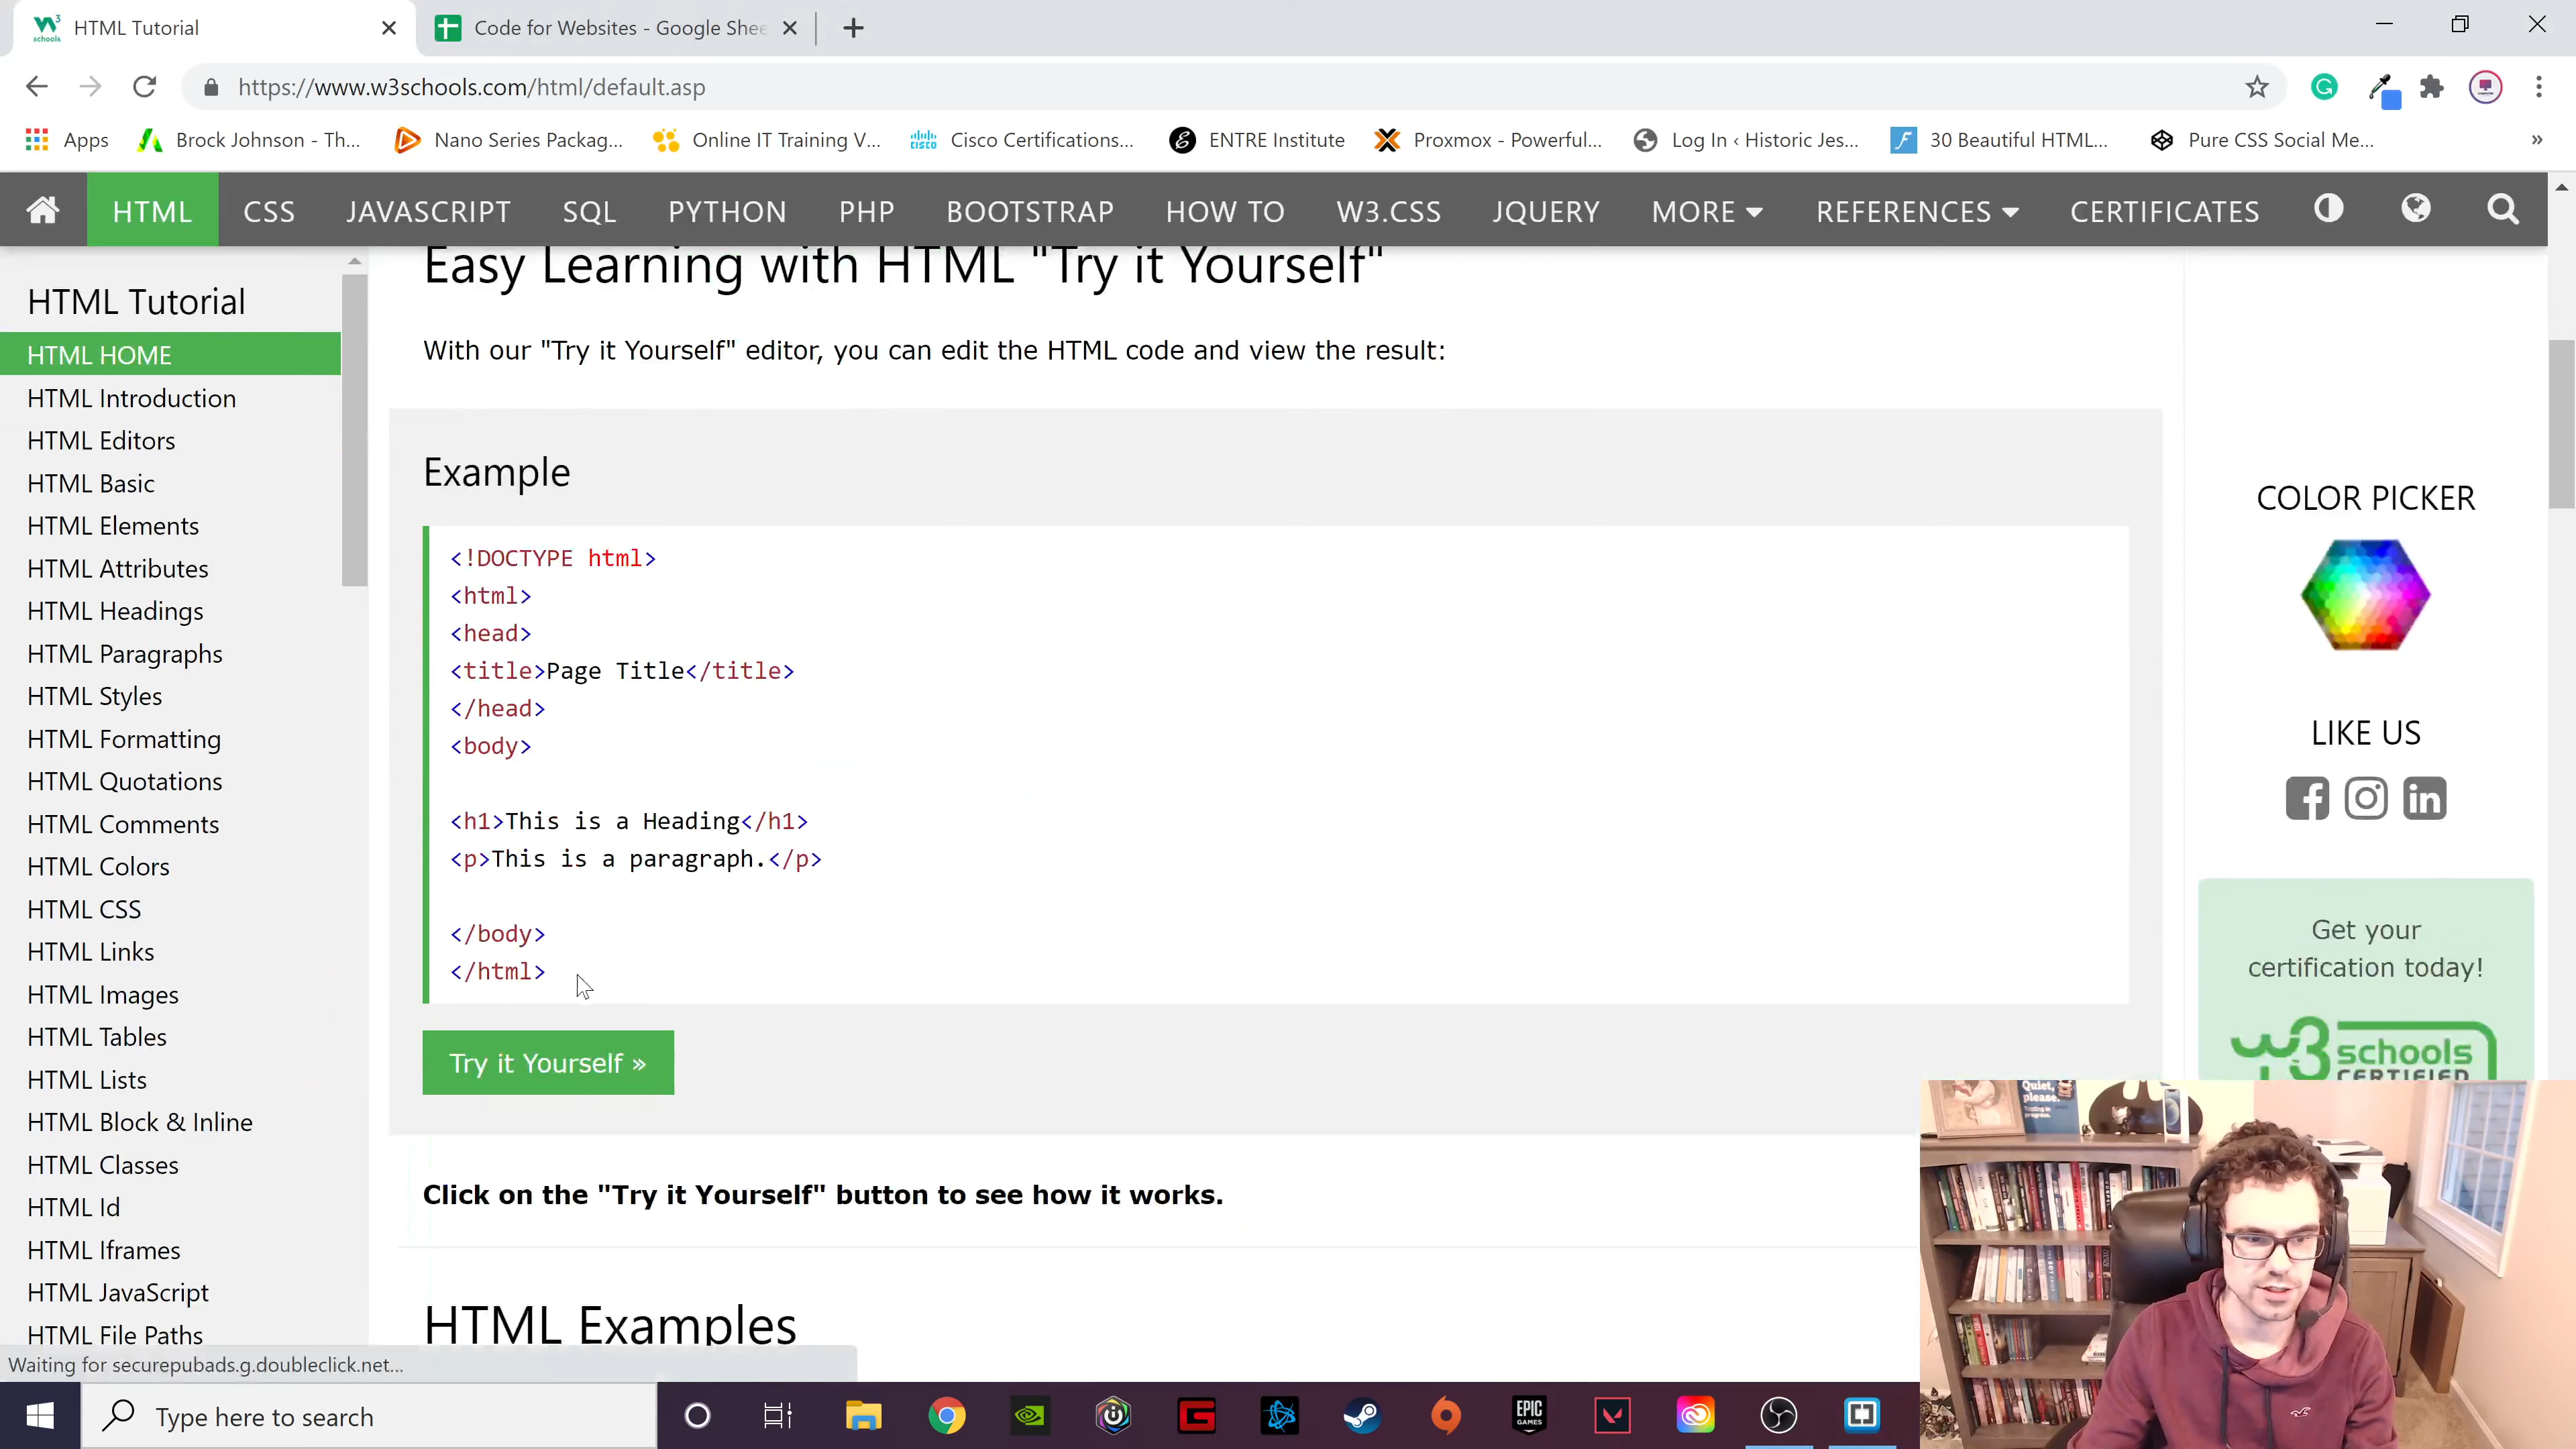 HTML Tutorial
Code for Websites - Google Shee
https://www.w3schools.com/html/default.asp
Apps
Brock Johnson - Th...
Nano Series Packag...
Online IT Training V...
Cisco Certifications...
ENTRE Institute
Proxmox - Powerful...
Log In ‹ Historic Jes...
30 Beautiful HTML...
Pure CSS Social Me...
»
HTML
CSS
JAVASCRIPT
SQL
PYTHON
PHP
BOOTSTRAP
HOW TO
W3.CSS
JQUERY
MORE
REFERENCES
CERTIFICATES
HTML Tutorial
HTML HOME
HTML Introduction
HTML Editors
HTML Basic
HTML Elements
HTML Attributes
HTML Headings
HTML Paragraphs
HTML Styles
HTML Formatting
HTML Quotations
HTML Comments
HTML Colors
HTML CSS
HTML Links
HTML Images
HTML Tables
HTML Lists
HTML Block & Inline
HTML Classes
HTML Id
HTML Iframes
HTML JavaScript
HTML File Paths
Easy Learning with HTML "Try it Yourself"
With our "Try it Yourself" editor, you can edit the HTML code and view the result:
Example
<!DOCTYPE html>
<html>
<head>
<title>Page Title</title>
</head>
<body>
<h1>This is a Heading</h1>
<p>This is a paragraph.</p>
</body>
</html>
Try it Yourself »
Click on the "Try it Yourself" button to see how it works.
HTML Examples
COLOR PICKER
LIKE US
Get your
certification today!
w3schools
CERTIFIED
Quiet,
please.
Waiting for securepubads.g.doubleclick.net...
Type here to search
EPIC
GAMES